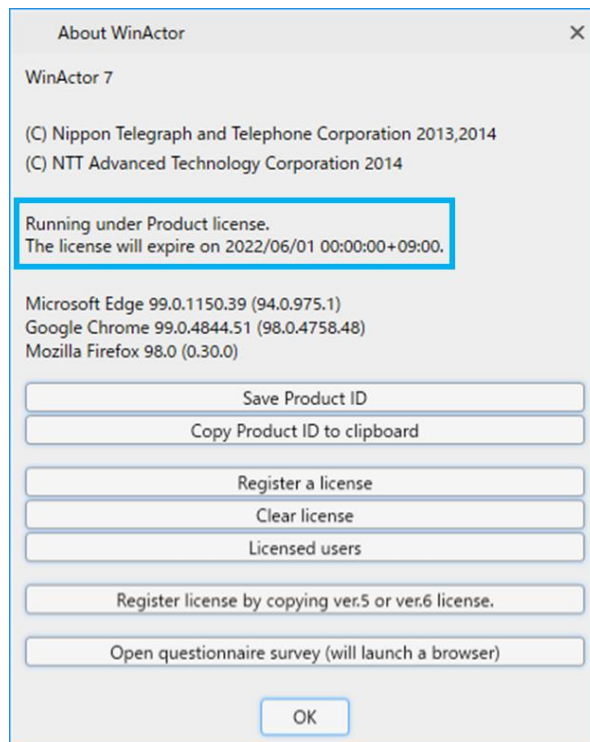 About WinActor
WinActor 7
(C) Nippon Telegraph and Telephone Corporation 2013,2014
(C) NTT Advanced Technology Corporation 2014
Running under Product license.
The license will expire on 2022/06/01 00:00:00+09:00.
Microsoft Edge 99.0.1150.39 (94.0.975.1)
Google Chrome 99.0.4844.51 (98.0.4758.48)
Mozilla Firefox 98.0 (0.30.0)
Save Product ID
Copy Product ID to clipboard
Register a license
Clear license
Licensed users
Register license by copying ver.5 or ver.6 license.
Open questionnaire survey (will launch a browser)
OK